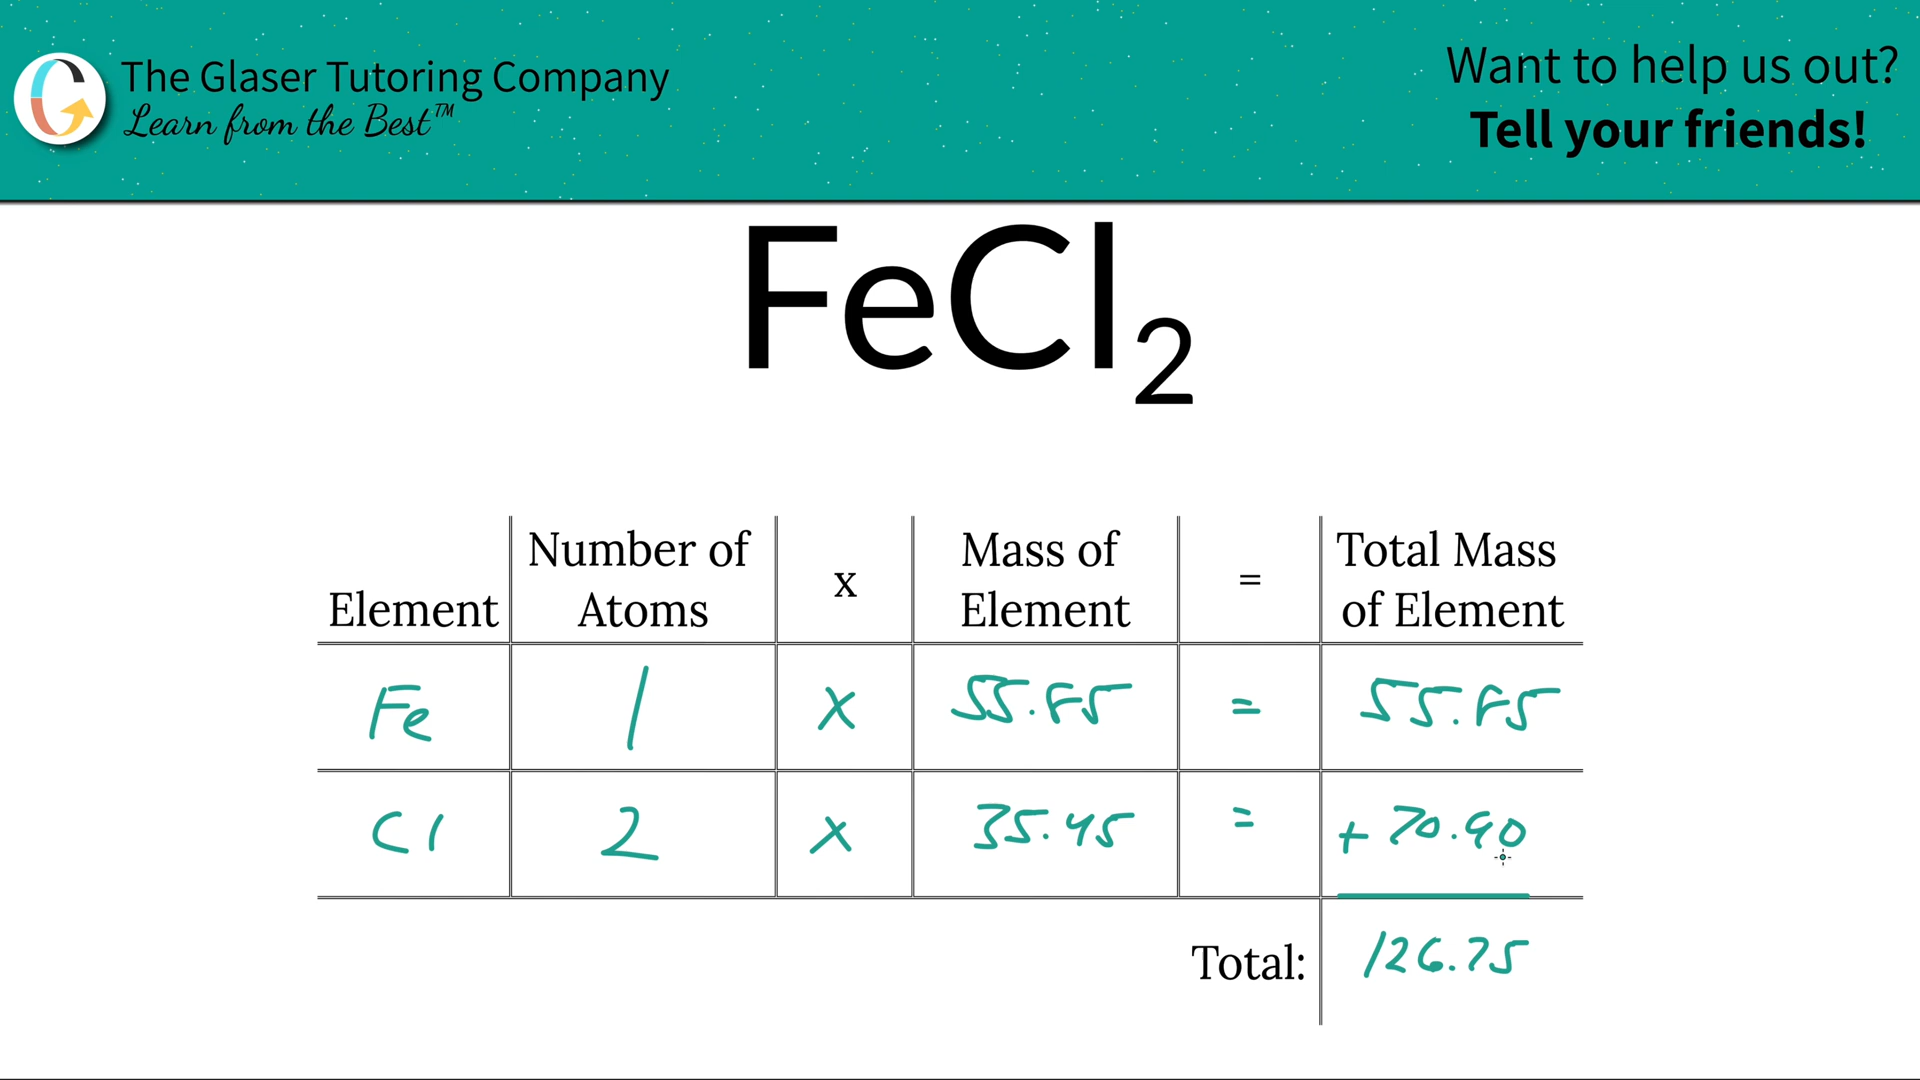 The Glaser Tutoring Company
Learn from the Best™
Want to help us out?
Tell your friends!
FeCl₂
Element Number of Atoms x Mass of Element = Total Mass of Element
Fe 1 x 55.85 = 55.85
Cl 2 x 35.45 = + 70.90
Total: 126.75